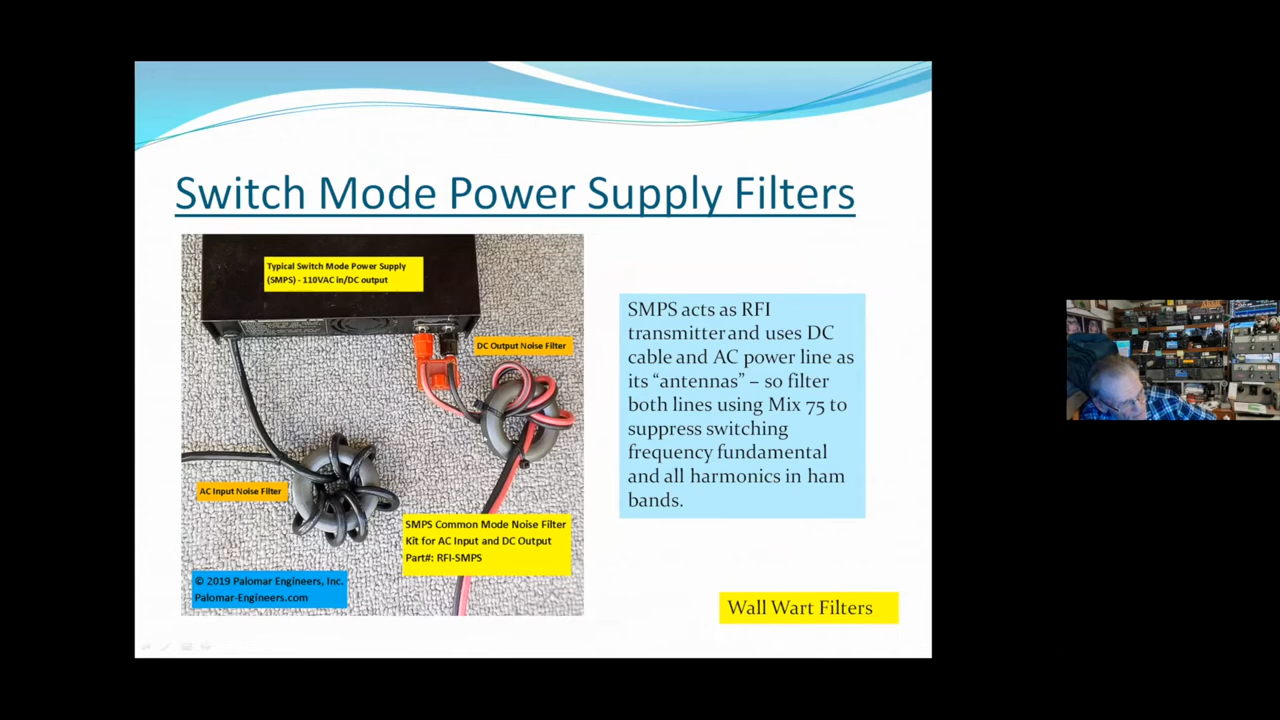 Switch Mode Power Supply Filters
Typical Switch Mode Power Supply
(SMPS) - 110VAC in/DC output
DC Output Noise Filter
AC Input Noise Filter
SMPS Common Mode Noise Filter
Kit for AC Input and DC Output
Part#: RFI-SMPS
© 2019 Palomar Engineers, Inc.
Palomar-Engineers.com
SMPS acts as RFI
transmitter and uses DC
cable and AC power line as
its “antennas” – so filter
both lines using Mix 75 to
suppress switching
frequency fundamental
and all harmonics in ham
bands.
Wall Wart Filters